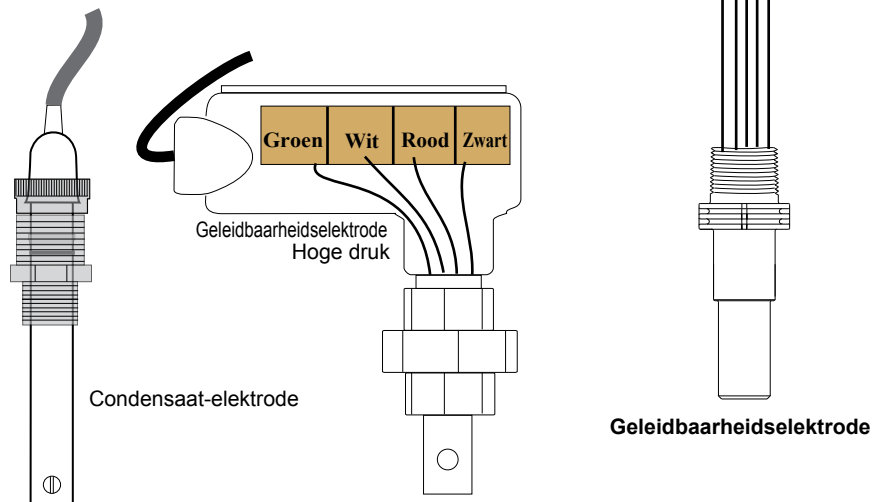 Groen Wit Rood Zwart
Geleidbaarheidselektrode
Hoge druk
Condensaat-elektrode
Geleidbaarheidselektrode